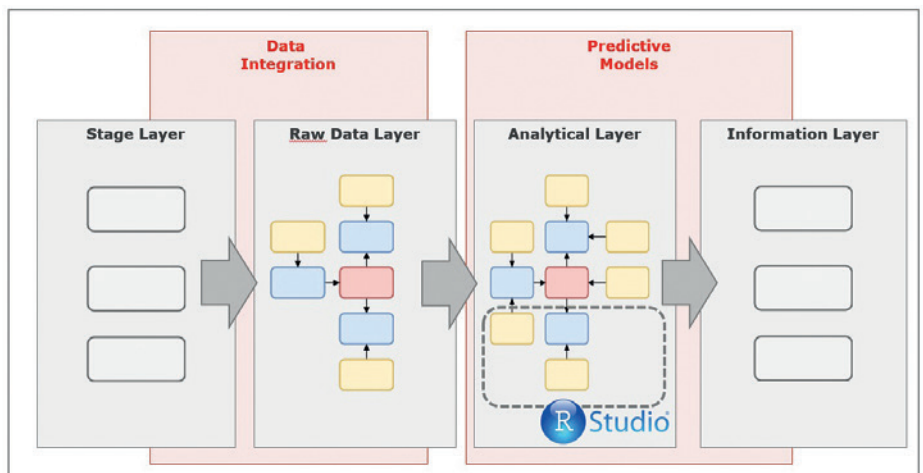 Data
Integration
Predictive
Models
Stage Layer
Raw Data Layer
Analytical Layer
Information Layer
R Studio